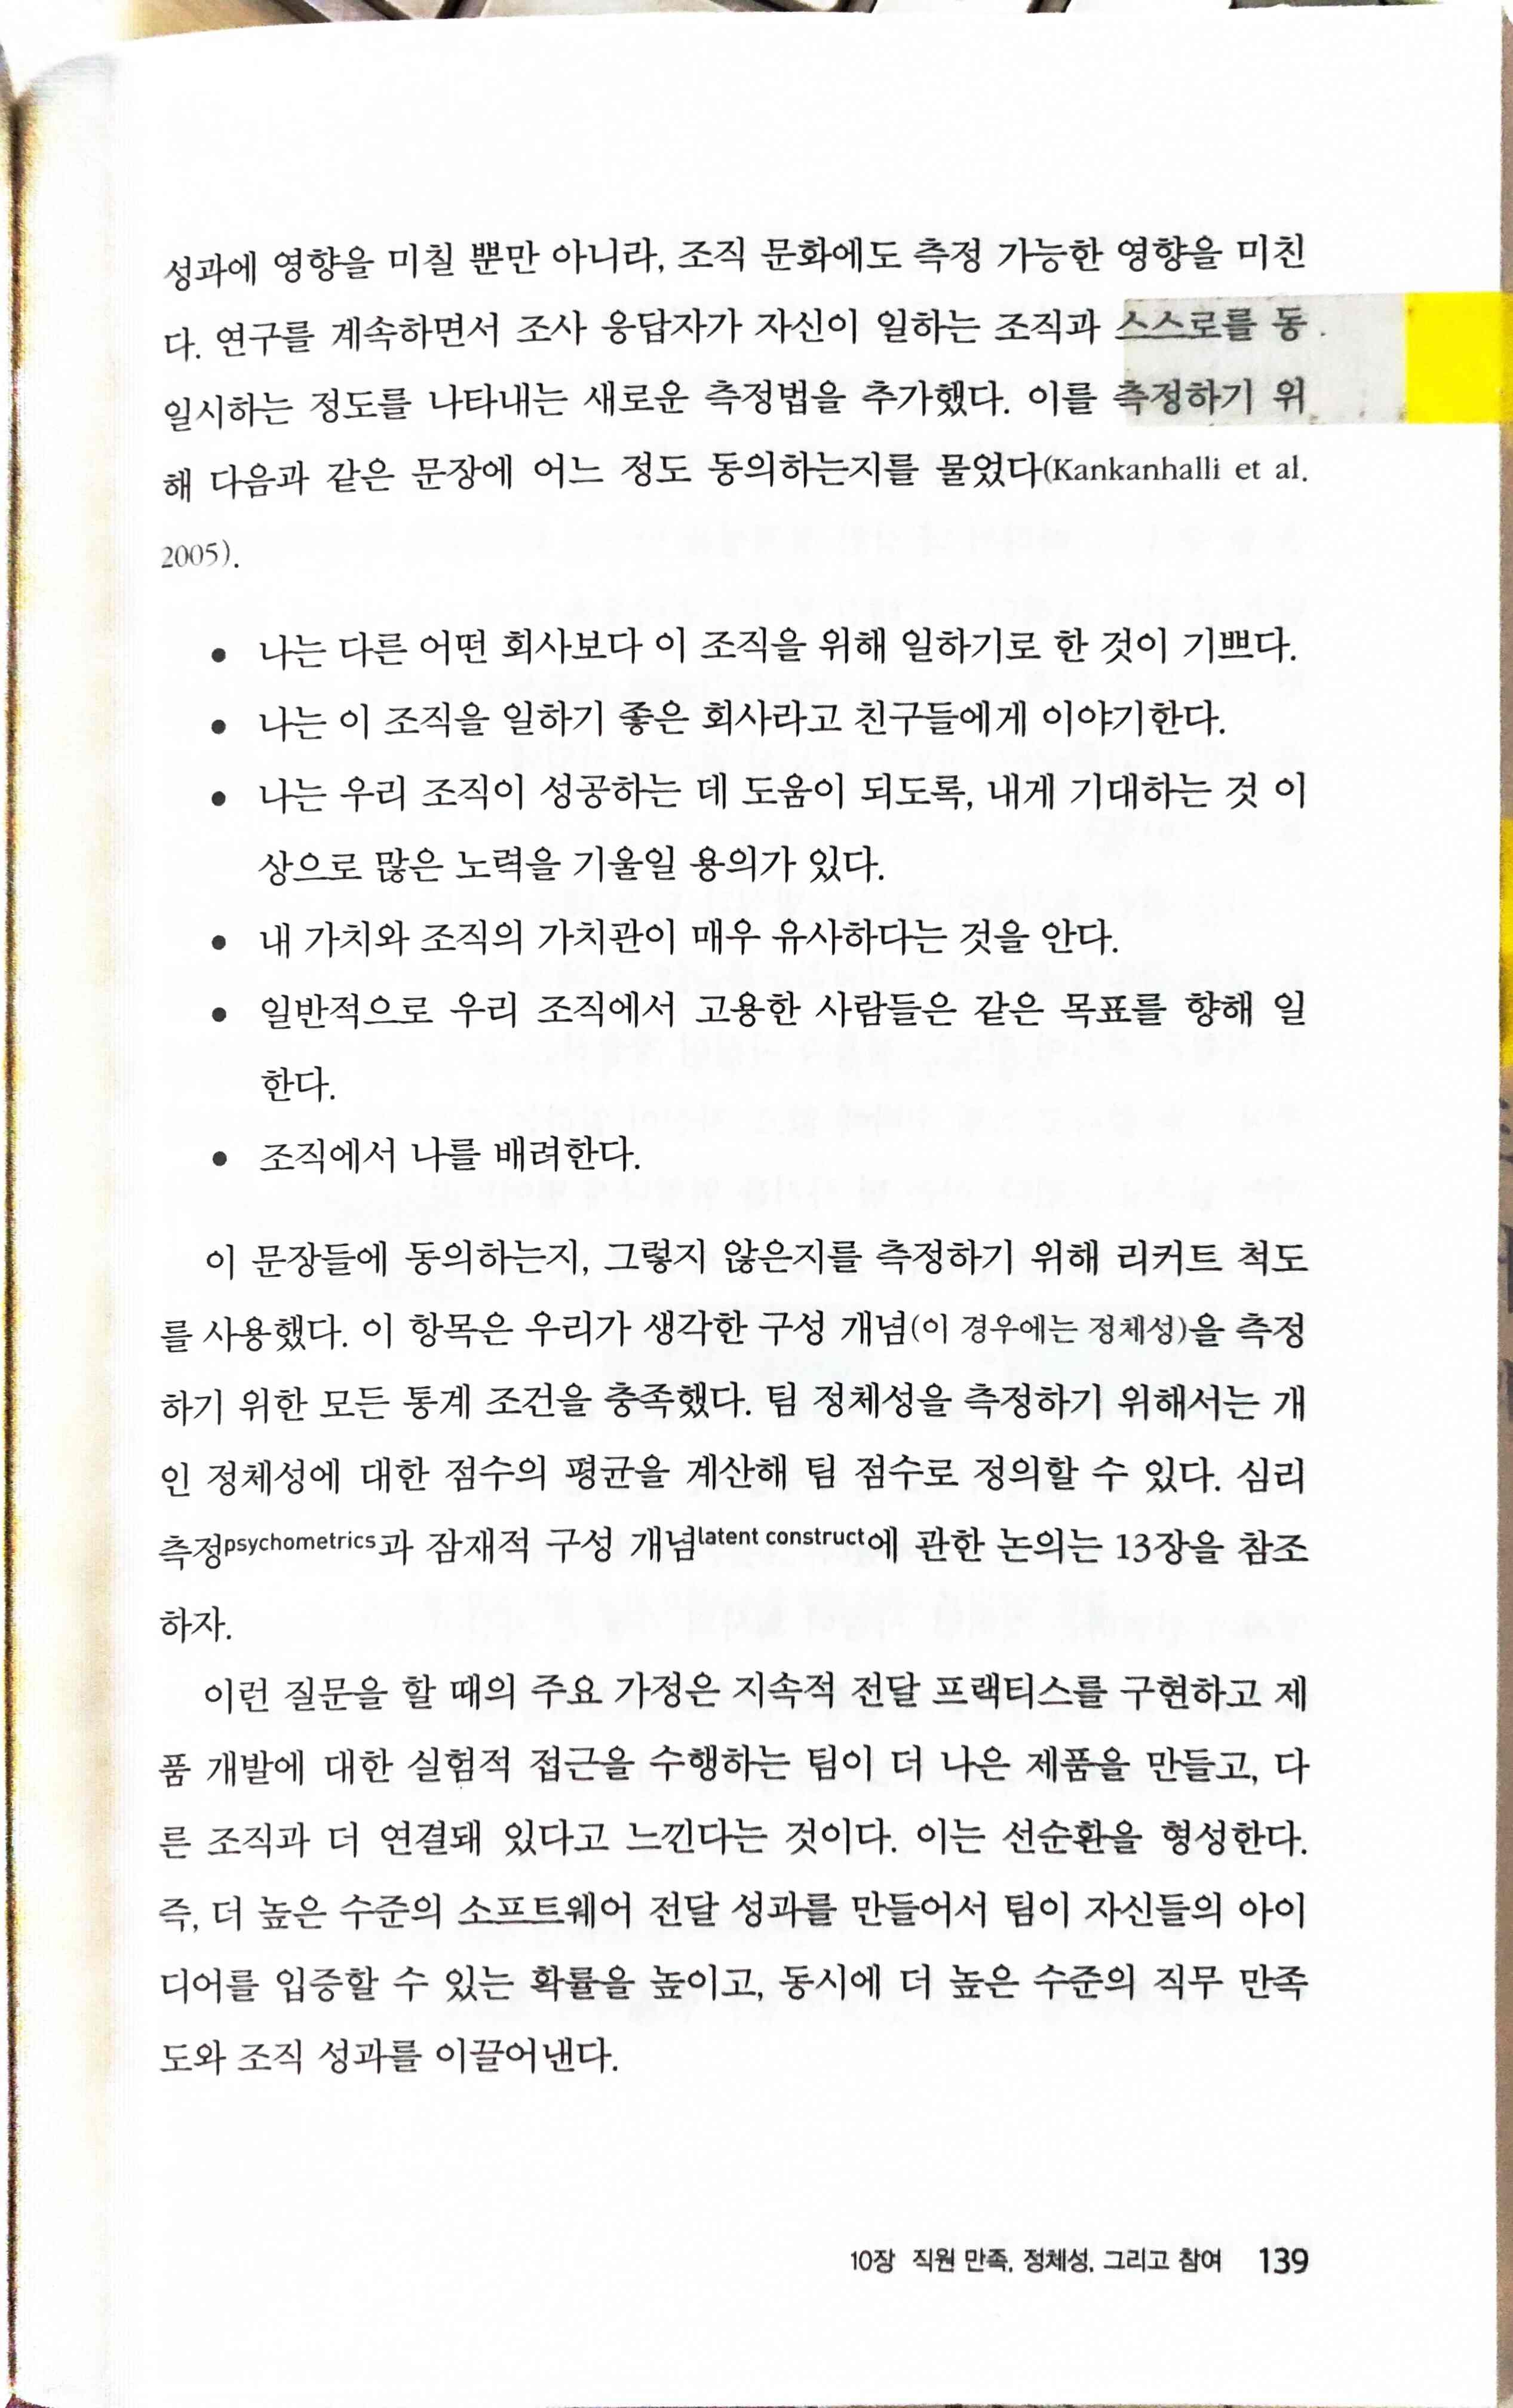 성과에 영향을 미칠 뿐만 아니라, 조직 문화에도 측정 가능한 영향을 미친
다. 연구를 계속하면서 조사 응답자가 자신이 일하는 조직과 스스로를 동
일시하는 정도를 나타내는 새로운 측정법을 추가했다. 이를 측정하기 위
해 다음과 같은 문장에 어느 정도 동의하는지를 물었다(Kankanhalli et al.
2005).
• 나는 다른 어떤 회사보다 이 조직을 위해 일하기로 한 것이 기쁘다.
• 나는 이 조직을 일하기 좋은 회사라고 친구들에게 이야기한다.
• 나는 우리 조직이 성공하는 데 도움이 되도록, 내게 기대하는 것 이
상으로 많은 노력을 기울일 용의가 있다.
• 내 가치와 조직의 가치관이 매우 유사하다는 것을 안다.
• 일반적으로 우리 조직에서 고용한 사람들은 같은 목표를 향해 일
한다.
• 조직에서 나를 배려한다.
이 문장들에 동의하는지, 그렇지 않은지를 측정하기 위해 리커트 척도
를 사용했다. 이 항목은 우리가 생각한 구성 개념(이 경우에는 정체성)을 측정
하기 위한 모든 통계 조건을 충족했다. 팀 정체성을 측정하기 위해서는 개
인 정체성에 대한 점수의 평균을 계산해 팀 점수로 정의할 수 있다. 심리
측정psychometrics과 잠재적 구성 개념latent construct에 관한 논의는 13장을 참조
하자.
이런 질문을 할 때의 주요 가정은 지속적 전달 프랙티스를 구현하고 제
품 개발에 대한 실험적 접근을 수행하는 팀이 더 나은 제품을 만들고, 다
른 조직과 더 연결돼 있다고 느낀다는 것이다. 이는 선순환을 형성한다.
즉, 더 높은 수준의 소프트웨어 전달 성과를 만들어서 팀이 자신들의 아이
디어를 입증할 수 있는 확률을 높이고, 동시에 더 높은 수준의 직무 만족
도와 조직 성과를 이끌어낸다.
10장 직원 만족, 정체성, 그리고 참여 139